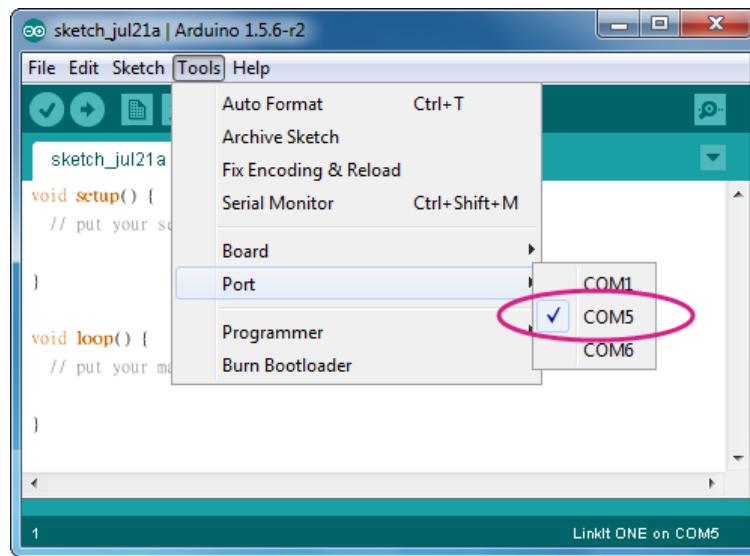 sketch_jul21a | Arduino 1.5.6-r2
File Edit Sketch Tools Help
sketch_jul21a
void setup() {
// put your
}
void loop() {
// put your
}
Auto Format Ctrl+T
Archive Sketch
Fix Encoding & Reload
Serial Monitor Ctrl+Shift+M
Board
Port
Programmer
Burn Bootloader
COM1
COM5
COM6
1 LinkIt ONE on COM5